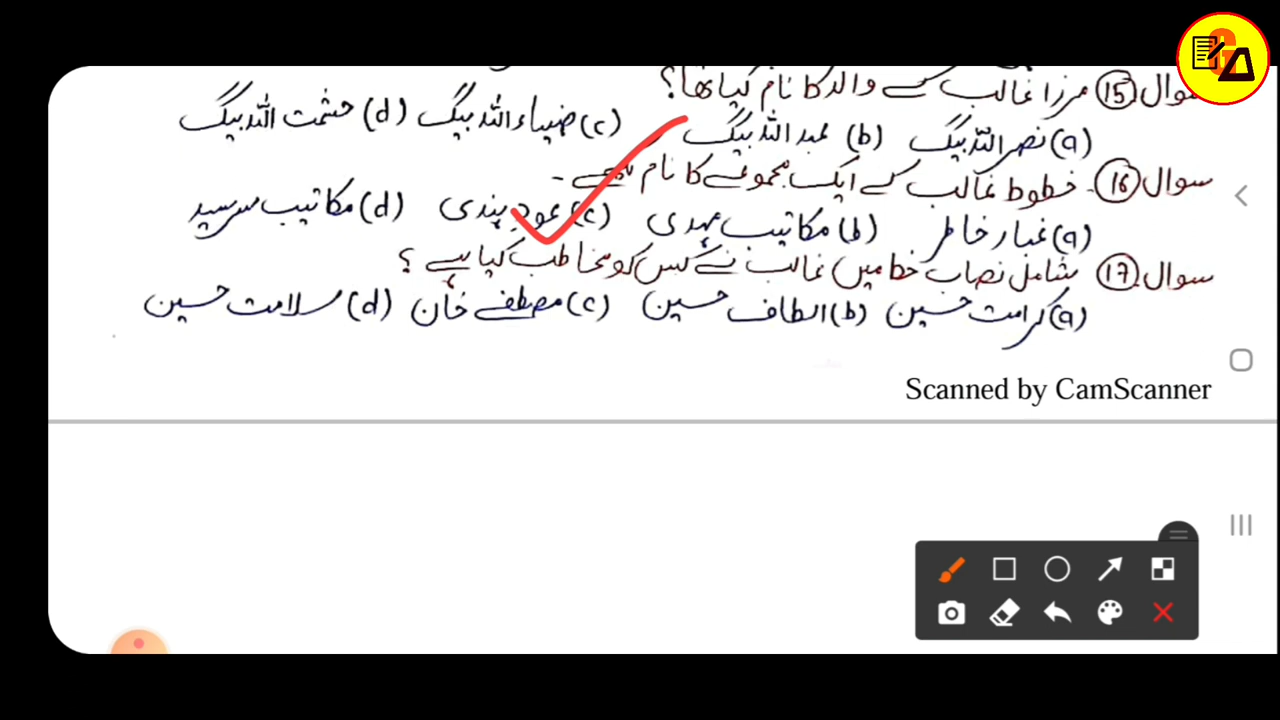 سوال (15) مرزا غالب کے والد کا نام کیا تھا؟
(a) نصر اللہ بیگ (b) عبد اللہ بیگ (c) ضیاء اللہ بیگ (d) حشمت اللہ بیگ
سوال (16) خطوط غالب کے ایک مجموعے کا نام ہے۔
(a) غبار خاطر (b) مکاتیب مہدی (c) عودِ ہندی (d) مکاتیب سرسید
سوال (17) شامل نصاب خط میں غالب نے کس کو مخاطب کیا ہے؟
(a) کرامت حسین (b) الطاف حسین (c) مصطفے خان (d) سلامت حسین
Scanned by CamScanner